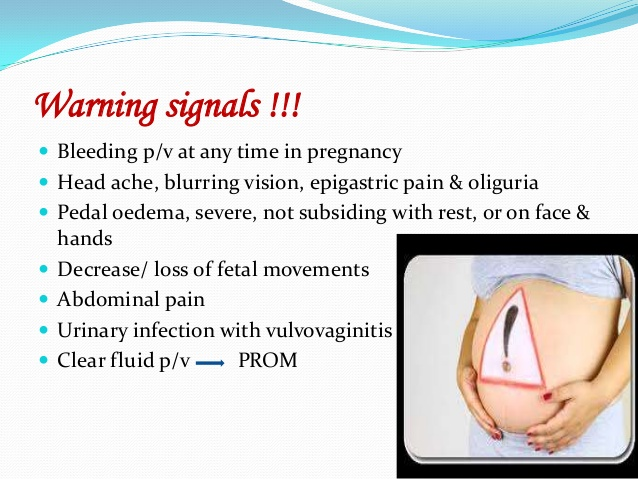 Warning signals !!!
Bleeding p/v at any time in pregnancy
Head ache, blurring vision, epigastric pain & oliguria
Pedal oedema, severe, not subsiding with rest, or on face &
hands
Decrease/ loss of fetal movements
Abdominal pain
Urinary infection with vulvovaginitis
Clear fluid p/v → PROM
!